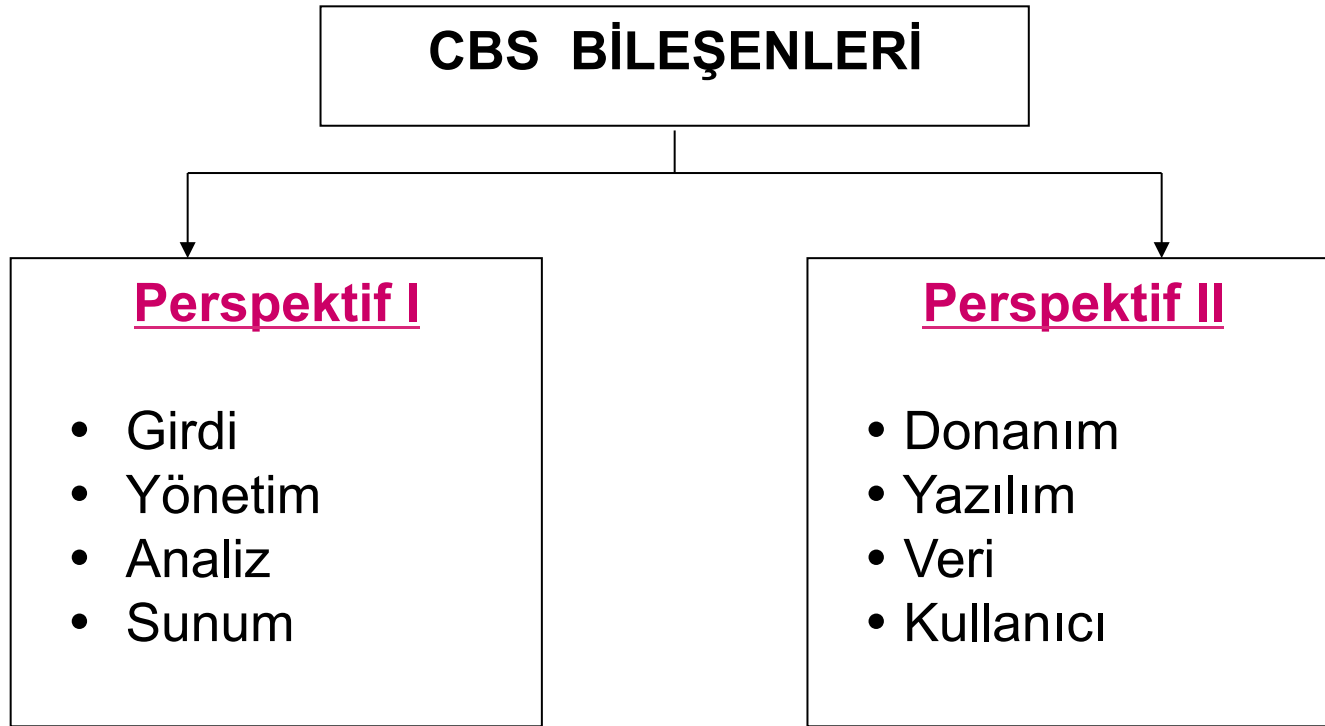 CBS BİLEŞENLERİ
Perspektif I
• Girdi
• Yönetim
• Analiz
• Sunum
Perspektif II
• Donanım
• Yazılım
• Veri
• Kullanıcı